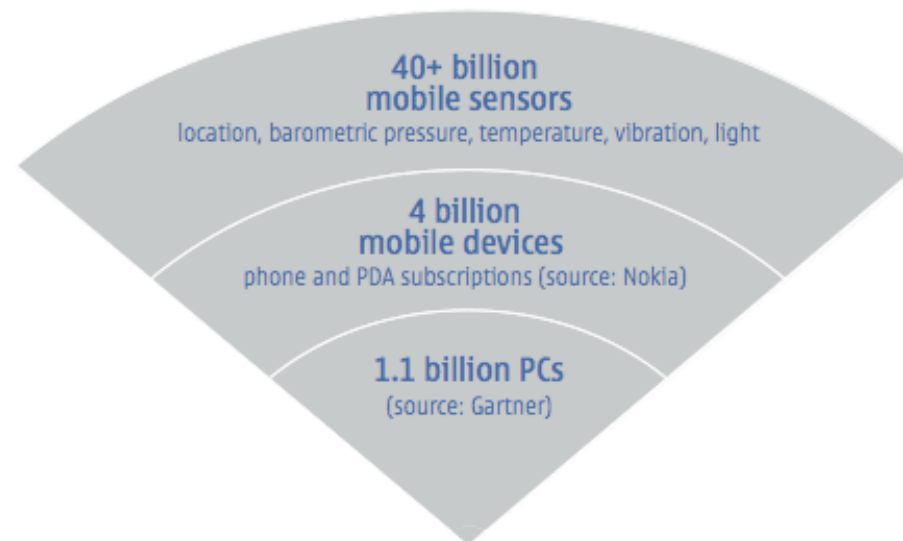 40+ billion
mobile sensors
location, barometric pressure, temperature, vibration, light
4 billion
mobile devices
phone and PDA subscriptions (source: Nokia)
1.1 billion PCs
(source: Gartner)